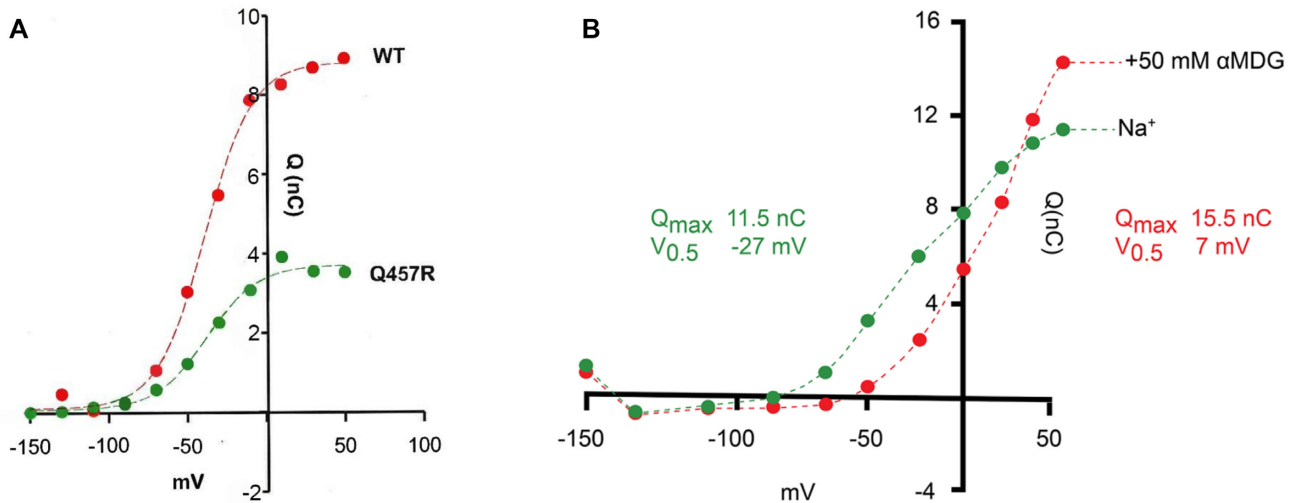 A
10
WT
8
Q (nC)
6
4
Q457R
2
-150
-100
-50
50
100
mV
-2
B
16
+50 mM αMDG
12
Na⁺
Qmax 11.5 nC
V0.5 -27 mV
8
Q(nC)
Qmax 15.5 nC
V0.5 7 mV
4
-150
-100
-50
50
mV
-4